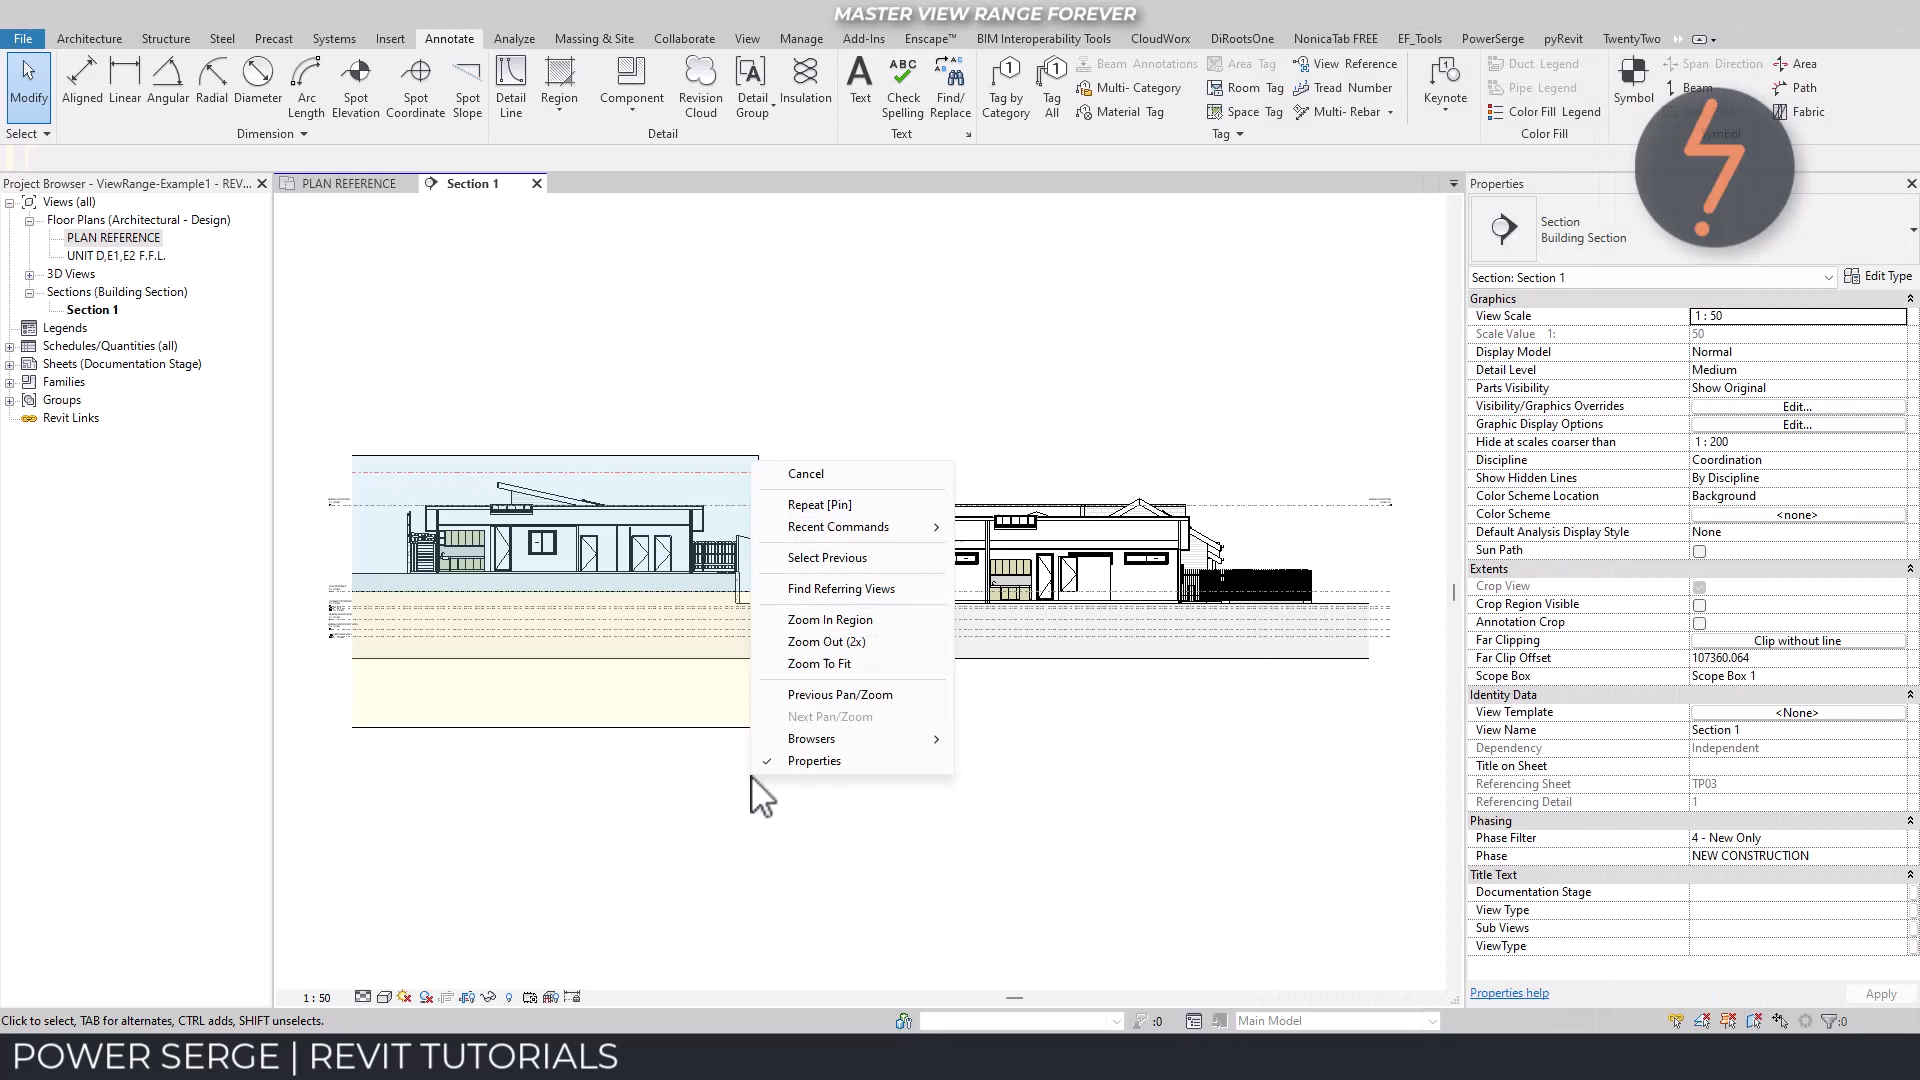 MASTER VIEW RANGE FOREVER
File Architecture Structure Steel Precast Systems Insert Annotate Analyze Massing & Site Collaborate View Manage Add-Ins Enscape™ BIM Interoperability Tools CloudWorx DiRootsOne NonicaTab FREE EF_Tools PowerSerge pyRevit TwentyTwo
Modify
Aligned Linear Angular Radial Diameter Arc Length Spot Elevation Spot Coordinate Spot Slope
Detail Line Region Component Revision Cloud Detail Group Insulation
Text Check Spelling Find/ Replace
Tag by Category Tag All
Beam Annotations Area Tag View Reference
Multi- Category Room Tag Tread Number
Material Tag Space Tag Multi- Rebar
Keynote
Duct Legend
Pipe Legend
Color Fill Legend
Symbol
Span Direction Area
Beam Path
Fabric
Select Dimension Detail Text Tag Color Fill Symbol
Project Browser - ViewRange-Example1 - REV...
Views (all)
Floor Plans (Architectural - Design)
PLAN REFERENCE
UNIT D,E1,E2 F.F.L.
3D Views
Sections (Building Section)
Section 1
Legends
Schedules/Quantities (all)
Sheets (Documentation Stage)
Families
Groups
Revit Links
PLAN REFERENCE Section 1
Cancel
Repeat [Pin]
Recent Commands
Select Previous
Find Referring Views
Zoom In Region
Zoom Out (2x)
Zoom To Fit
Previous Pan/Zoom
Next Pan/Zoom
Browsers
Properties
Properties
Section
Building Section
Section: Section 1 Edit Type
Graphics
View Scale 1 : 50
Scale Value 1: 50
Display Model Normal
Detail Level Medium
Parts Visibility Show Original
Visibility/Graphics Overrides Edit...
Graphic Display Options Edit...
Hide at scales coarser than 1 : 200
Discipline Coordination
Show Hidden Lines By Discipline
Color Scheme Location Background
Color Scheme <none>
Default Analysis Display Style None
Sun Path
Extents
Crop View
Crop Region Visible
Annotation Crop
Far Clipping Clip without line
Far Clip Offset 107360.064
Scope Box Scope Box 1
Identity Data
View Template <None>
View Name Section 1
Dependency Independent
Title on Sheet
Referencing Sheet TP03
Referencing Detail 1
Phasing
Phase Filter 4 - New Only
Phase NEW CONSTRUCTION
Title Text
Documentation Stage
View Type
Sub Views
ViewType
Properties help Apply
1 : 50
Click to select, TAB for alternates, CTRL adds, SHIFT unselects. :0 Main Model :0
POWER SERGE | REVIT TUTORIALS